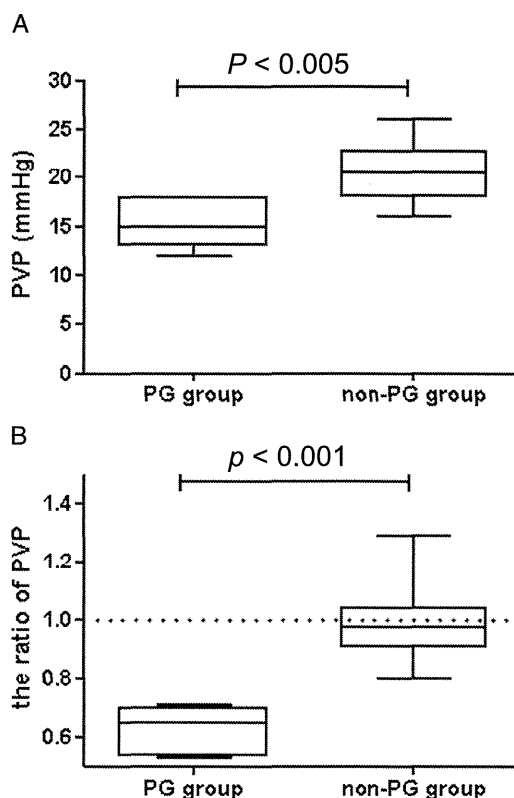 A
P < 0.005
30
25
20
15
10
5
0
PVP (mmHg)
PG group
non-PG group
B
p < 0.001
1.4
1.2
1.0
0.8
0.6
the ratio of PVP
PG group
non-PG group